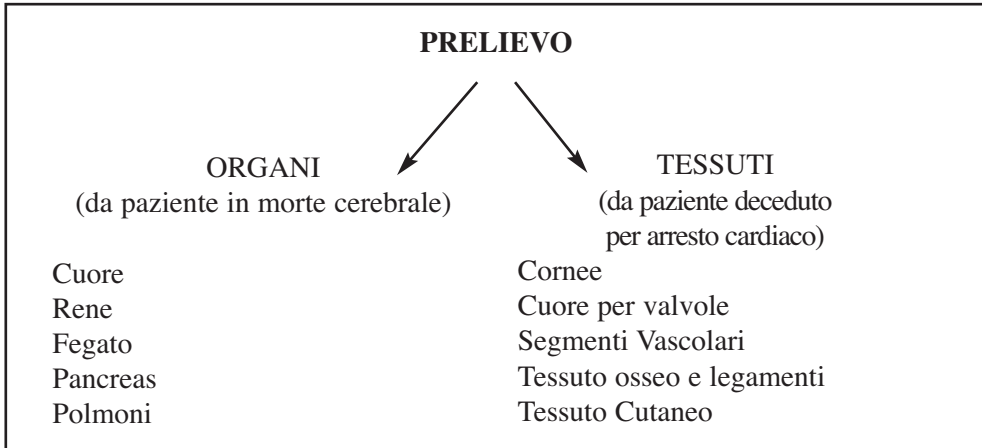 PRELIEVO
ORGANI
(da paziente in morte cerebrale)
Cuore
Rene
Fegato
Pancreas
Polmoni
TESSUTI
(da paziente deceduto
per arresto cardiaco)
Cornee
Cuore per valvole
Segmenti Vascolari
Tessuto osseo e legamenti
Tessuto Cutaneo